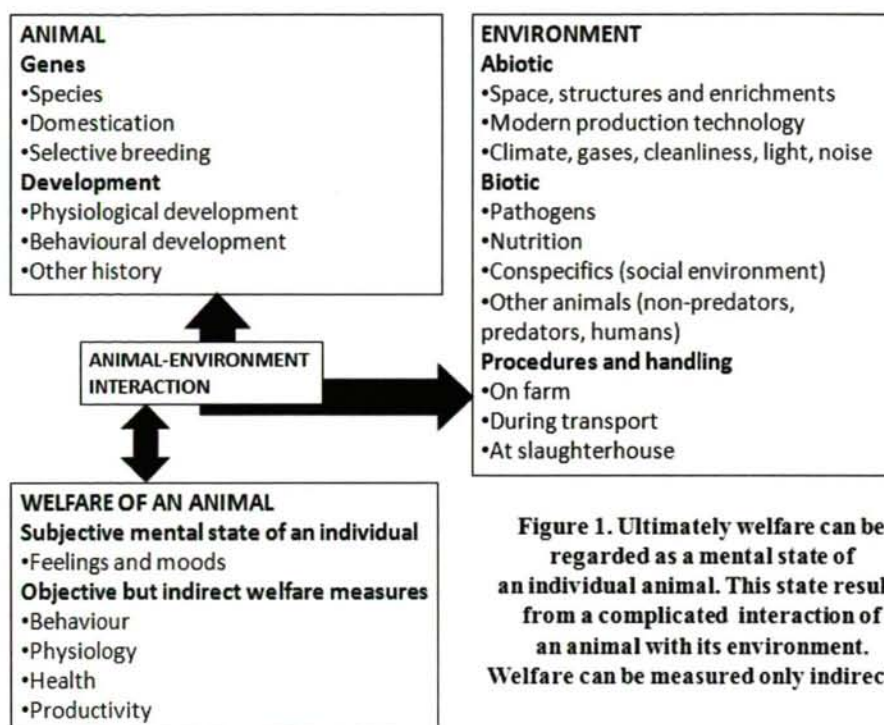 ANIMAL
Genes
•Species
•Domestication
•Selective breeding
Development
•Physiological development
•Behavioural development
•Other history
ENVIRONMENT
Abiotic
•Space, structures and enrichments
•Modern production technology
•Climate, gases, cleanliness, light, noise
Biotic
•Pathogens
•Nutrition
•Conspecifics (social environment)
•Other animals (non-predators,
predators, humans)
Procedures and handling
•On farm
•During transport
•At slaughterhouse
ANIMAL-ENVIRONMENT
INTERACTION
WELFARE OF AN ANIMAL
Subjective mental state of an individual
•Feelings and moods
Objective but indirect welfare measures
•Behaviour
•Physiology
•Health
•Productivity
Figure 1. Ultimately welfare can be
regarded as a mental state of
an individual animal. This state
from a complicated interaction of
an animal with its environment.
Welfare can be measured only